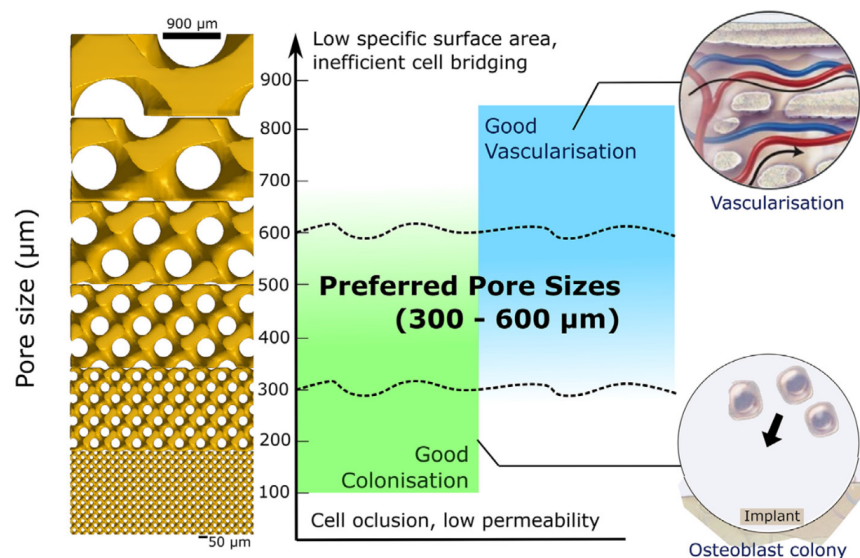 900 µm
Low specific surface area,
inefficient cell bridging
Pore size (µm)
900
800
700
600
500
400
300
200
100
Good
Vascularisation
Preferred Pore Sizes
(300 - 600 µm)
Good
Colonisation
Cell oclusion, low permeability
50 µm
Vascularisation
Implant
Osteoblast colony